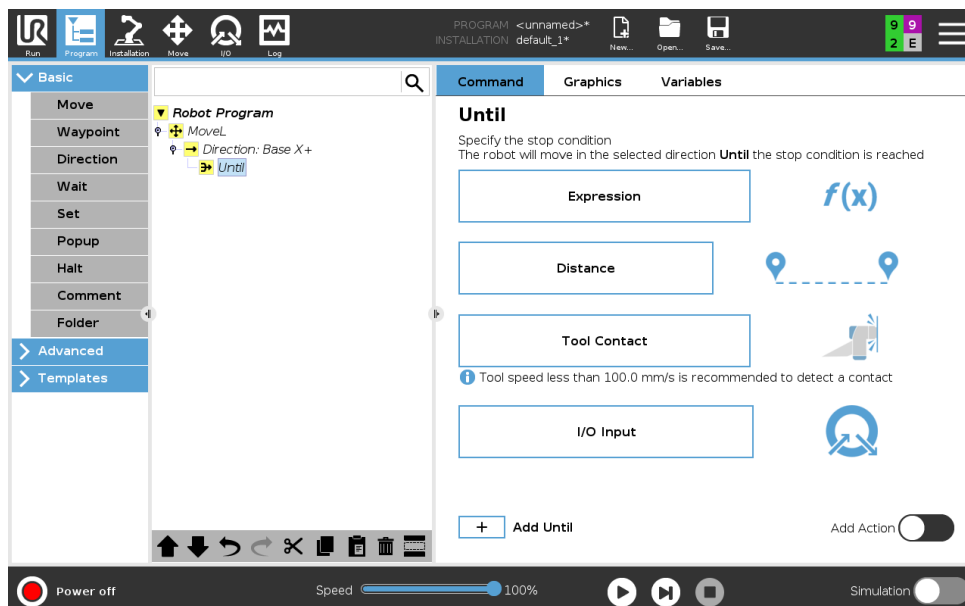 PROGRAM <unnamed>*
INSTALLATION default_1*
Run
Program
Installation
Move
I/O
Log
New...
Open...
Save...
9 9
2 E
Basic
Move
Waypoint
Direction
Wait
Set
Popup
Halt
Comment
Folder
Advanced
Templates
Robot Program
MoveL
Direction: Base X+
Until
Command
Graphics
Variables
Until
Specify the stop condition
The robot will move in the selected direction Until the stop condition is reached
Expression
f(x)
Distance
Tool Contact
Tool speed less than 100.0 mm/s is recommended to detect a contact
I/O Input
+ Add Until
Add Action
Power off
Speed
100%
Simulation